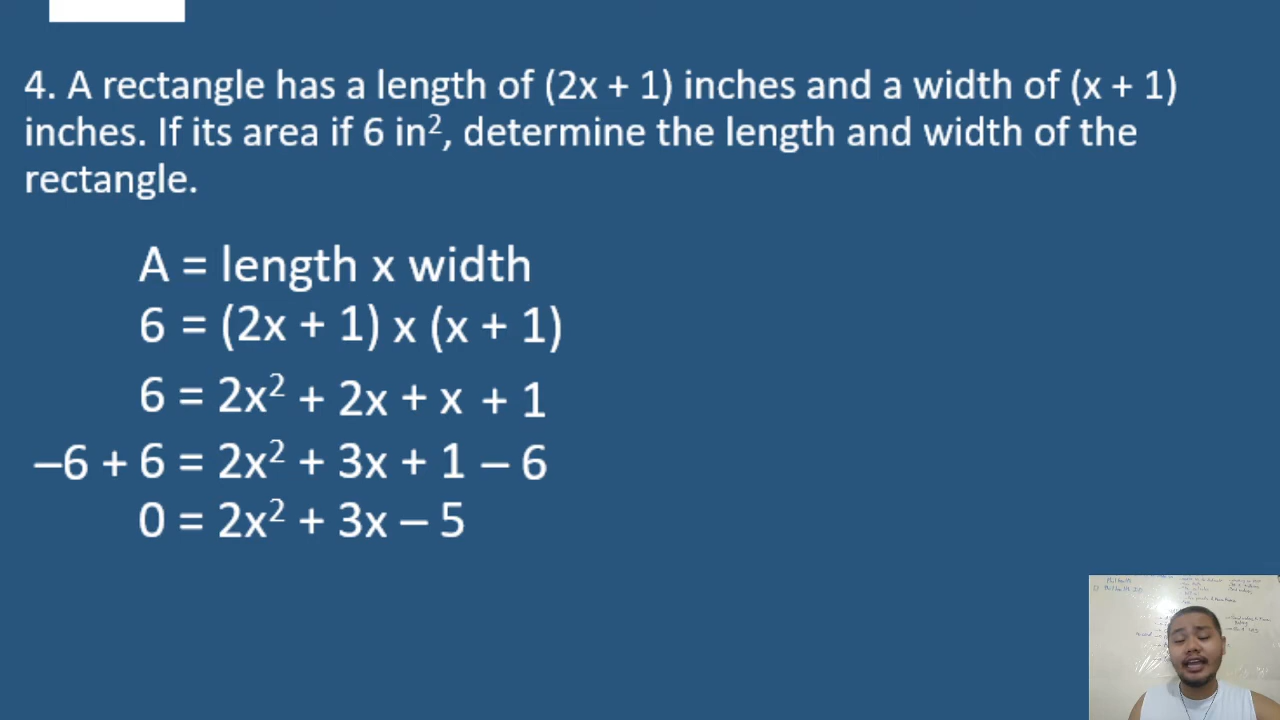 4. A rectangle has a length of (2x + 1) inches and a width of (x + 1)
inches. If its area if 6 in², determine the length and width of the
rectangle.
A = length x width
6 = (2x + 1) x (x + 1)
6 = 2x² + 2x + x + 1
–6 + 6 = 2x² + 3x + 1 – 6
0 = 2x² + 3x – 5